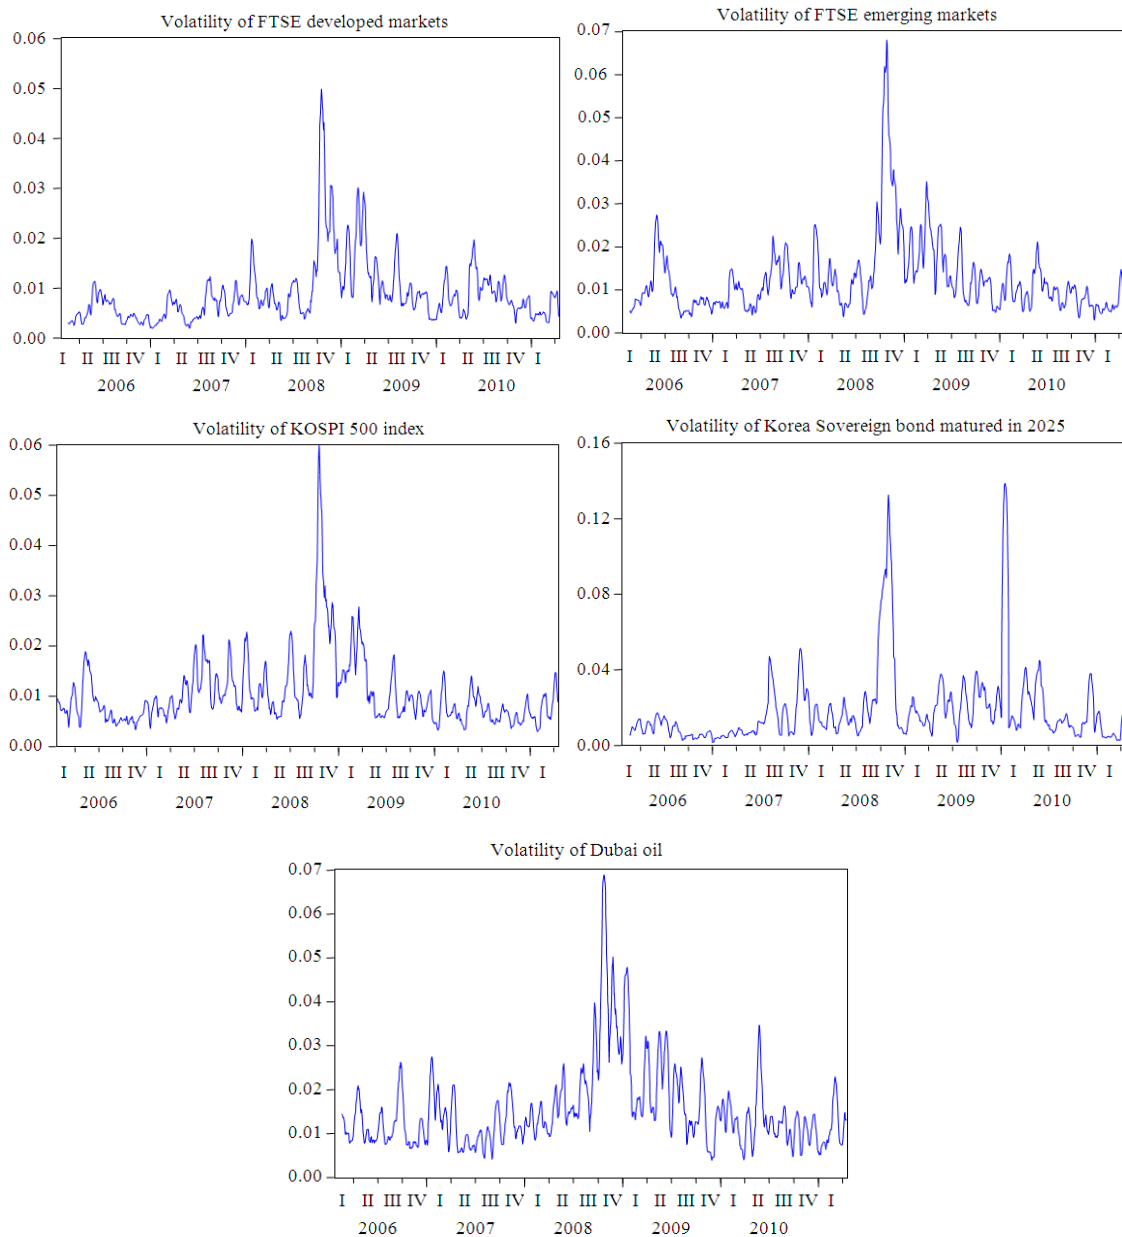 Volatility of FTSE developed markets
0.06
0.05
0.04
0.03
0.02
0.01
0.00
I II III IV I II III IV I II III IV I II III IV I II III IV I
2006 2007 2008 2009 2010
Volatility of FTSE emerging markets
0.07
0.06
0.05
0.04
0.03
0.02
0.01
0.00
I II III IV I II III IV I II III IV I II III IV I II III IV I
2006 2007 2008 2009 2010
Volatility of KOSPI 500 index
0.06
0.05
0.04
0.03
0.02
0.01
0.00
I II III IV I II III IV I II III IV I II III IV I II III IV I
2006 2007 2008 2009 2010
Volatility of Korea Sovereign bond matured in 2025
0.16
0.12
0.08
0.04
0.00
I II III IV I II III IV I II III IV I II III IV I II III IV I
2006 2007 2008 2009 2010
Volatility of Dubai oil
0.07
0.06
0.05
0.04
0.03
0.02
0.01
0.00
I II III IV I II III IV I II III IV I II III IV I II III IV I
2006 2007 2008 2009 2010